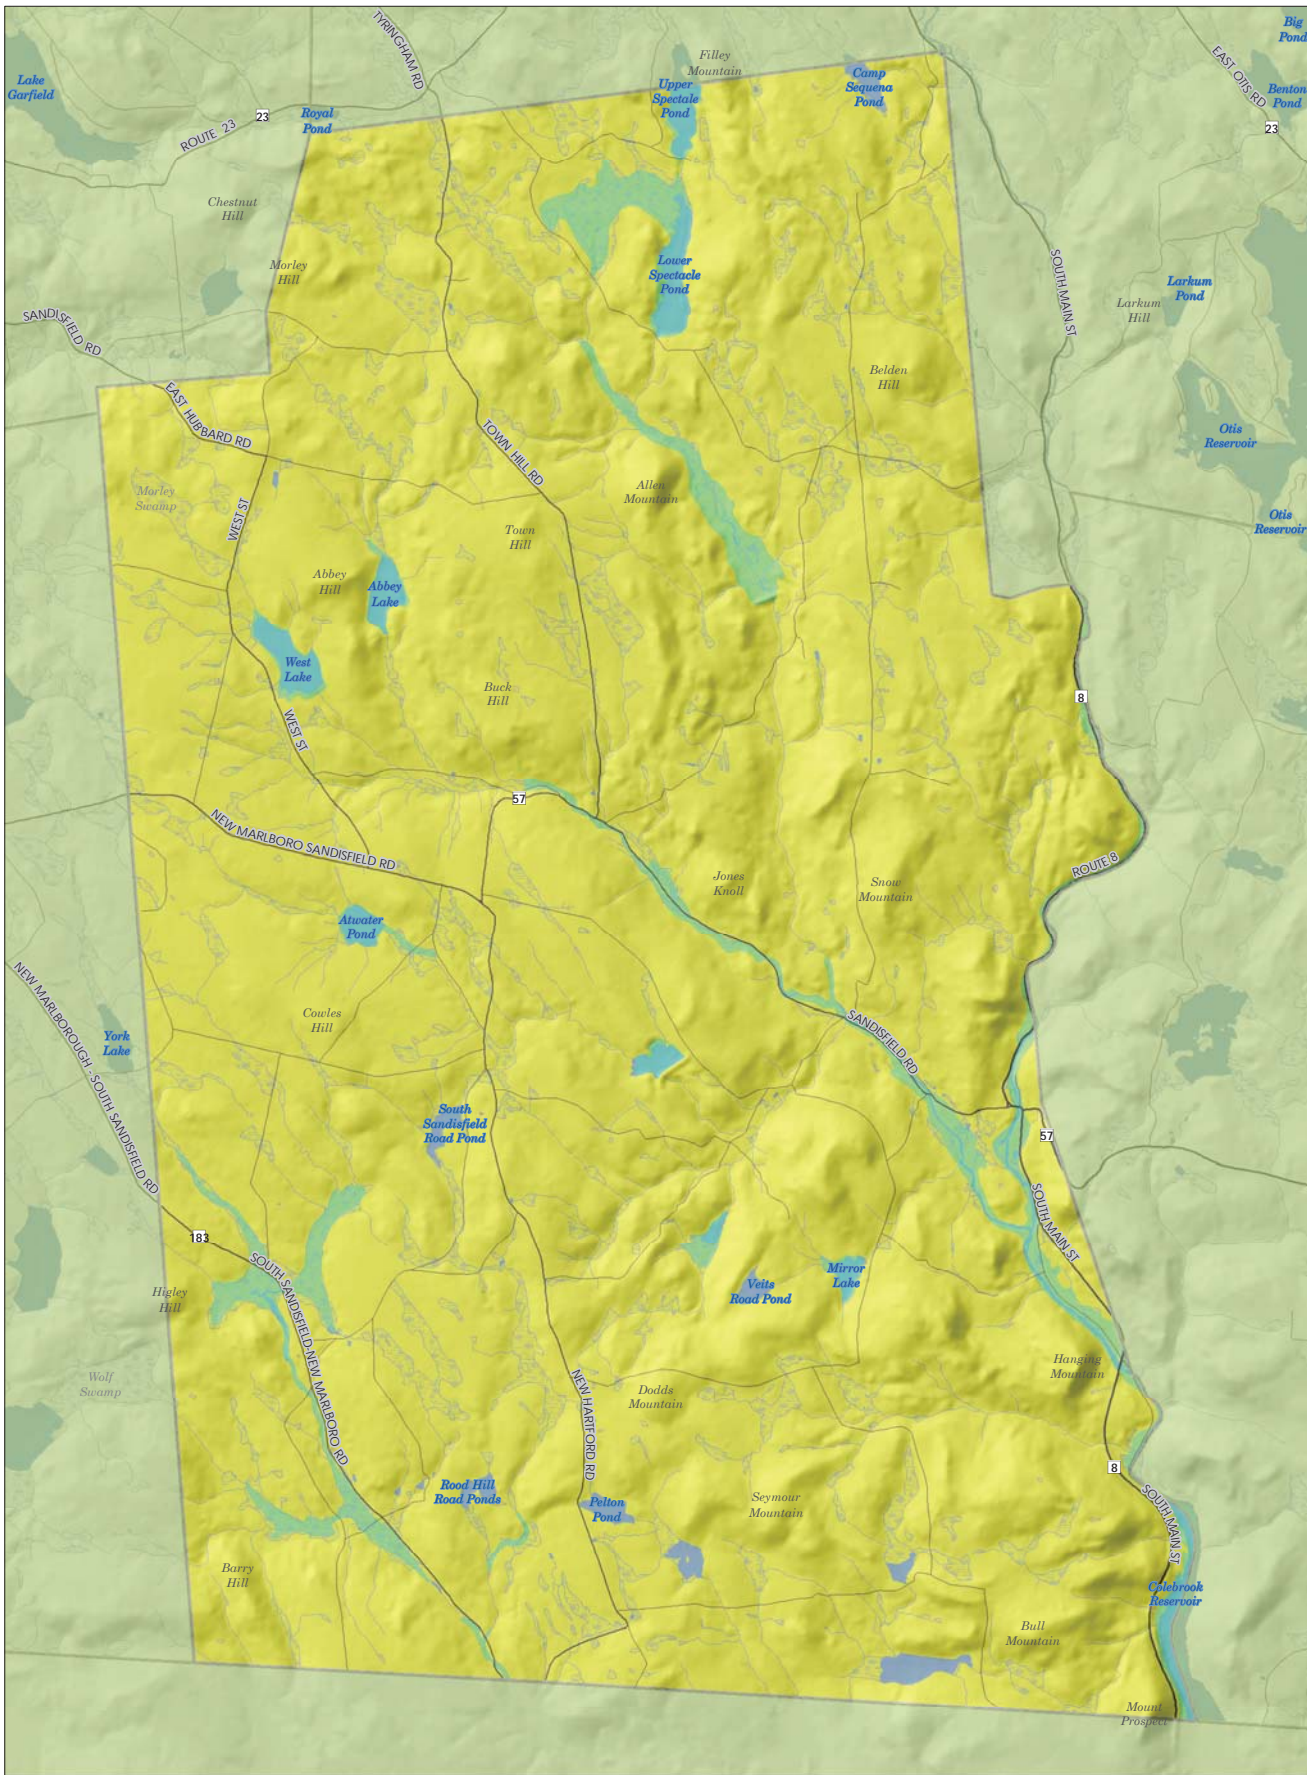 TYRINGHAM RD
Filley
Mountain
Big
Pond
Lake
Garfield
Upper
Spectale
Pond
Camp
Sequena
Pond
EAST OTIS RD
Benton
Pond
23
Royal
Pond
ROUTE 23
23
Chestnut
Hill
Morley
Hill
Lower
Spectacle
Pond
SOUTH MAIN ST
Larkum
Pond
Larkum
Hill
SANDISFIELD RD
Belden
Hill
EAST HUBBARD RD
TOWN HILL RD
Otis
Reservoir
Morley
Swamp
WEST ST
Allen
Mountain
Town
Hill
Otis
Reservoir
Abbey
Hill
Abbey
Lake
West
Lake
Buck
Hill
8
WEST ST
57
NEW MARLBORO SANDISFIELD RD
ROUTE 8
Jones
Knoll
Snow
Mountain
Atwater
Pond
NEW MARLBOROUGH - SOUTH SANDISFIELD RD
Cowles
Hill
SANDISFIELD RD
York
Lake
South
Sandisfield
Road Pond
57
SOUTH MAIN ST
183
SOUTH SANDISFIELD-NEW MARLBORO RD
Mirror
Lake
Veits
Road Pond
Higley
Hill
Hanging
Mountain
Wolf
Swamp
Dodds
Mountain
NEW HARTFORD RD
8
Rood Hill
Road Ponds
Pelton
Pond
Seymour
Mountain
SOUTH MAIN ST
Barry
Hill
Colebrook
Reservoir
Bull
Mountain
Mount
Prospect